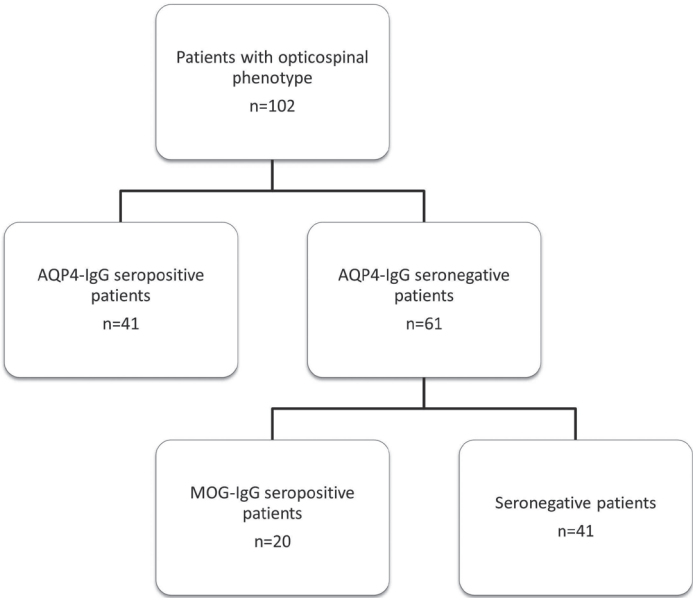 Patients with opticospinal
phenotype
n=102
AQP4-IgG seropositive
patients
n=41
AQP4-IgG seronegative
patients
n=61
MOG-IgG seropositive
patients
n=20
Seronegative patients
n=41